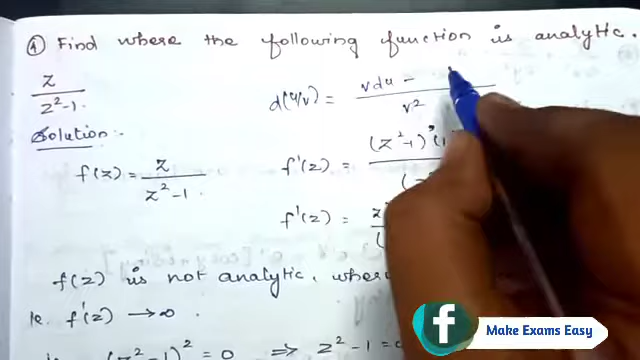 1) Find where the following function is analytic.
z / z²-1.
d(u/v) = vdu - / v²
Solution:-
f(z) = z / z²-1.
f'(z) = (z²-1)
f'(z) =
f(z) is not analytic, where
ie. f'(z) → ∞.
(z²-1)² = 0 ⇒ z²-1 =
f Make Exams Easy